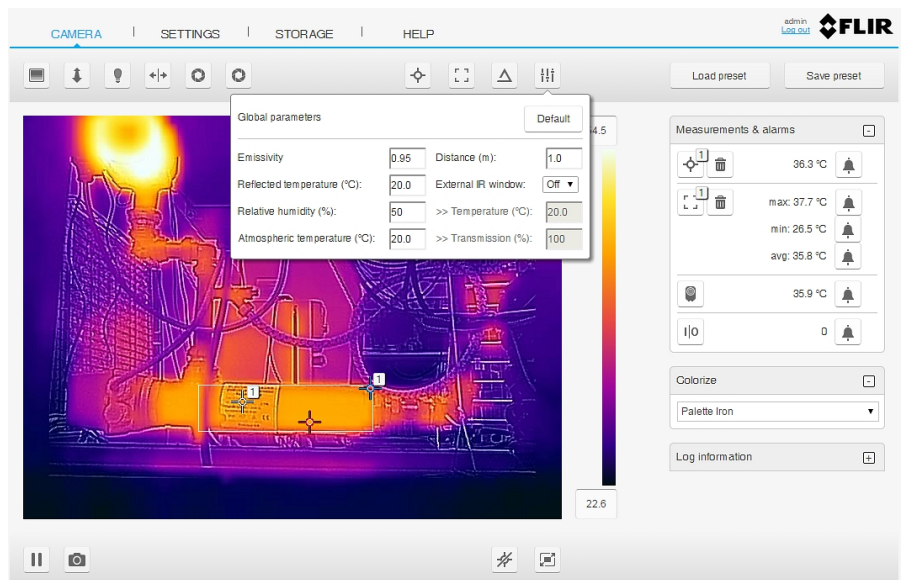 admin
Log out
FLIR
CAMERA
SETTINGS
STORAGE
HELP
Load preset
Save preset
Global parameters
Default
4.5
Emissivity
0.95
Distance (m):
1.0
Reflected temperature (°C):
20.0
External IR window:
Off
Relative humidity (%):
50
>> Temperature (°C):
20.0
Atmospheric temperature (°C):
20.0
>> Transmission (%):
100
1
1
22.6
Measurements & alarms
1
36.3 °C
1
max: 37.7 °C
min: 26.5 °C
avg: 35.8 °C
35.9 °C
I|O
0
Colorize
Palette Iron
Log information